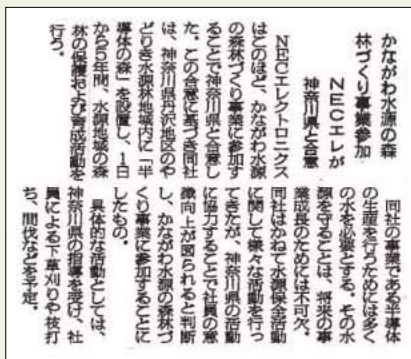 かながわ水源の森
林づくり事業参加
NECエレが
神奈川県と合意
NECエレクトロニクス
はこのほど、かながわ水源
の森林づくり事業に参加す
ることで神奈川県と合意し
た。この合意に基づき同社
は、神奈川県丹沢地区のや
どりき水源林地域内に「半
導体の森」を設置し、1日
から5年間、水源地域の森
林の保護および育成活動を
行う。
同社の事業である半導体
の生産を行うためには多く
の水を必要とする。その水
源を守ることは、将来の事
業成長のためには不可欠。
同社はかねて水源保全活動
に関して様々な活動を行っ
てきたが、神奈川県の活動
に協力することで社員の意
識向上が図られると判断
し、かながわ水源の森林づ
くり事業に参加することに
したもの。
具体的な活動としては、
神奈川県の指導を受け、社
員による下草刈りや枝打
ち、間伐などを予定。